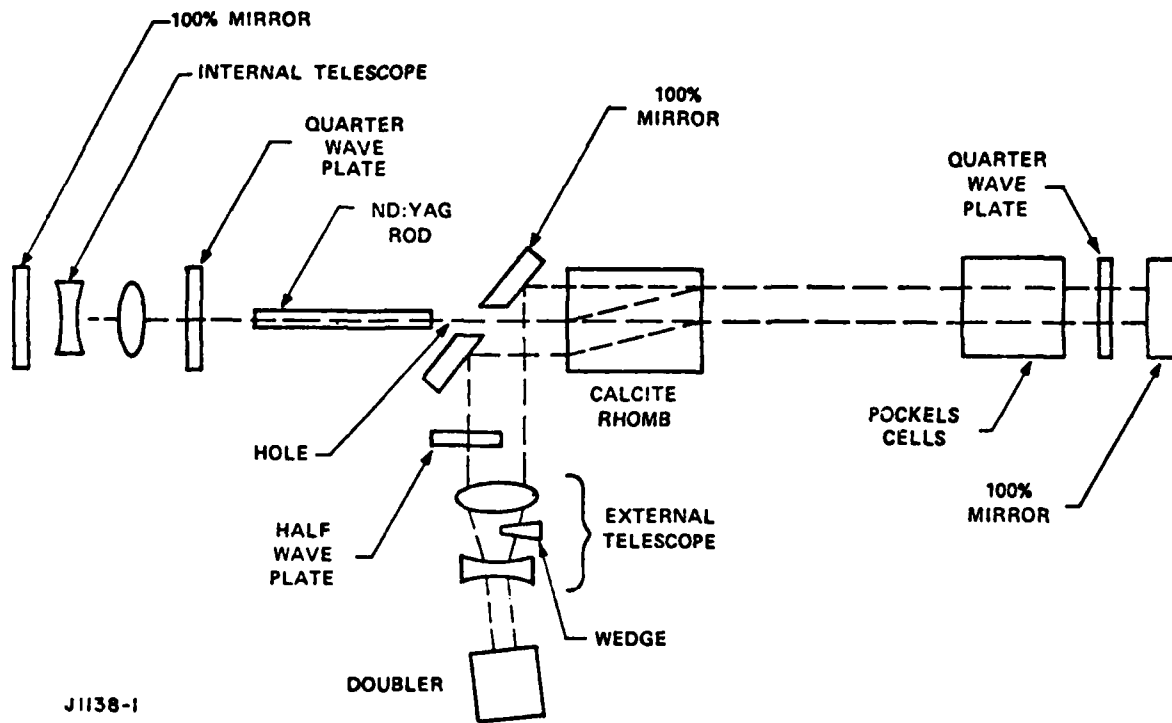 100% MIRROR
INTERNAL TELESCOPE
QUARTER
WAVE
PLATE
ND:YAG
ROD
100%
MIRROR
QUARTER
WAVE
PLATE
CALCITE
RHOMB
POCKELS
CELLS
100%
MIRROR
HOLE
HALF
WAVE
PLATE
EXTERNAL
TELESCOPE
WEDGE
DOUBLER
J1138-1